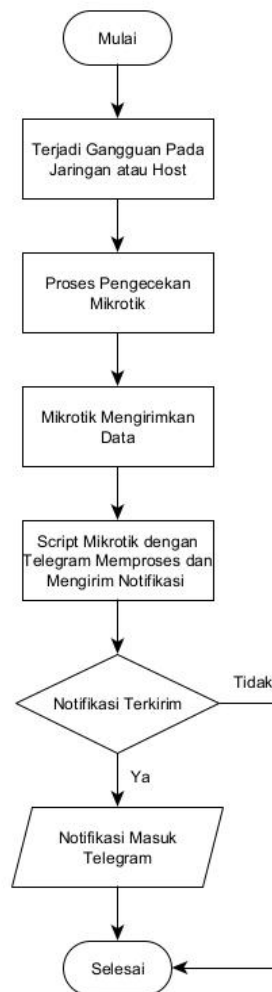 Mulai
Terjadi Gangguan Pada
Jaringan atau Host
Proses Pengecekan
Mikrotik
Mikrotik Mengirimkan
Data
Script Mikrotik dengan
Telegram Memproses dan
Mengirim Notifikasi
Notifikasi Terkirim
Tidak
Ya
Notifikasi Masuk
Telegram
Selesai